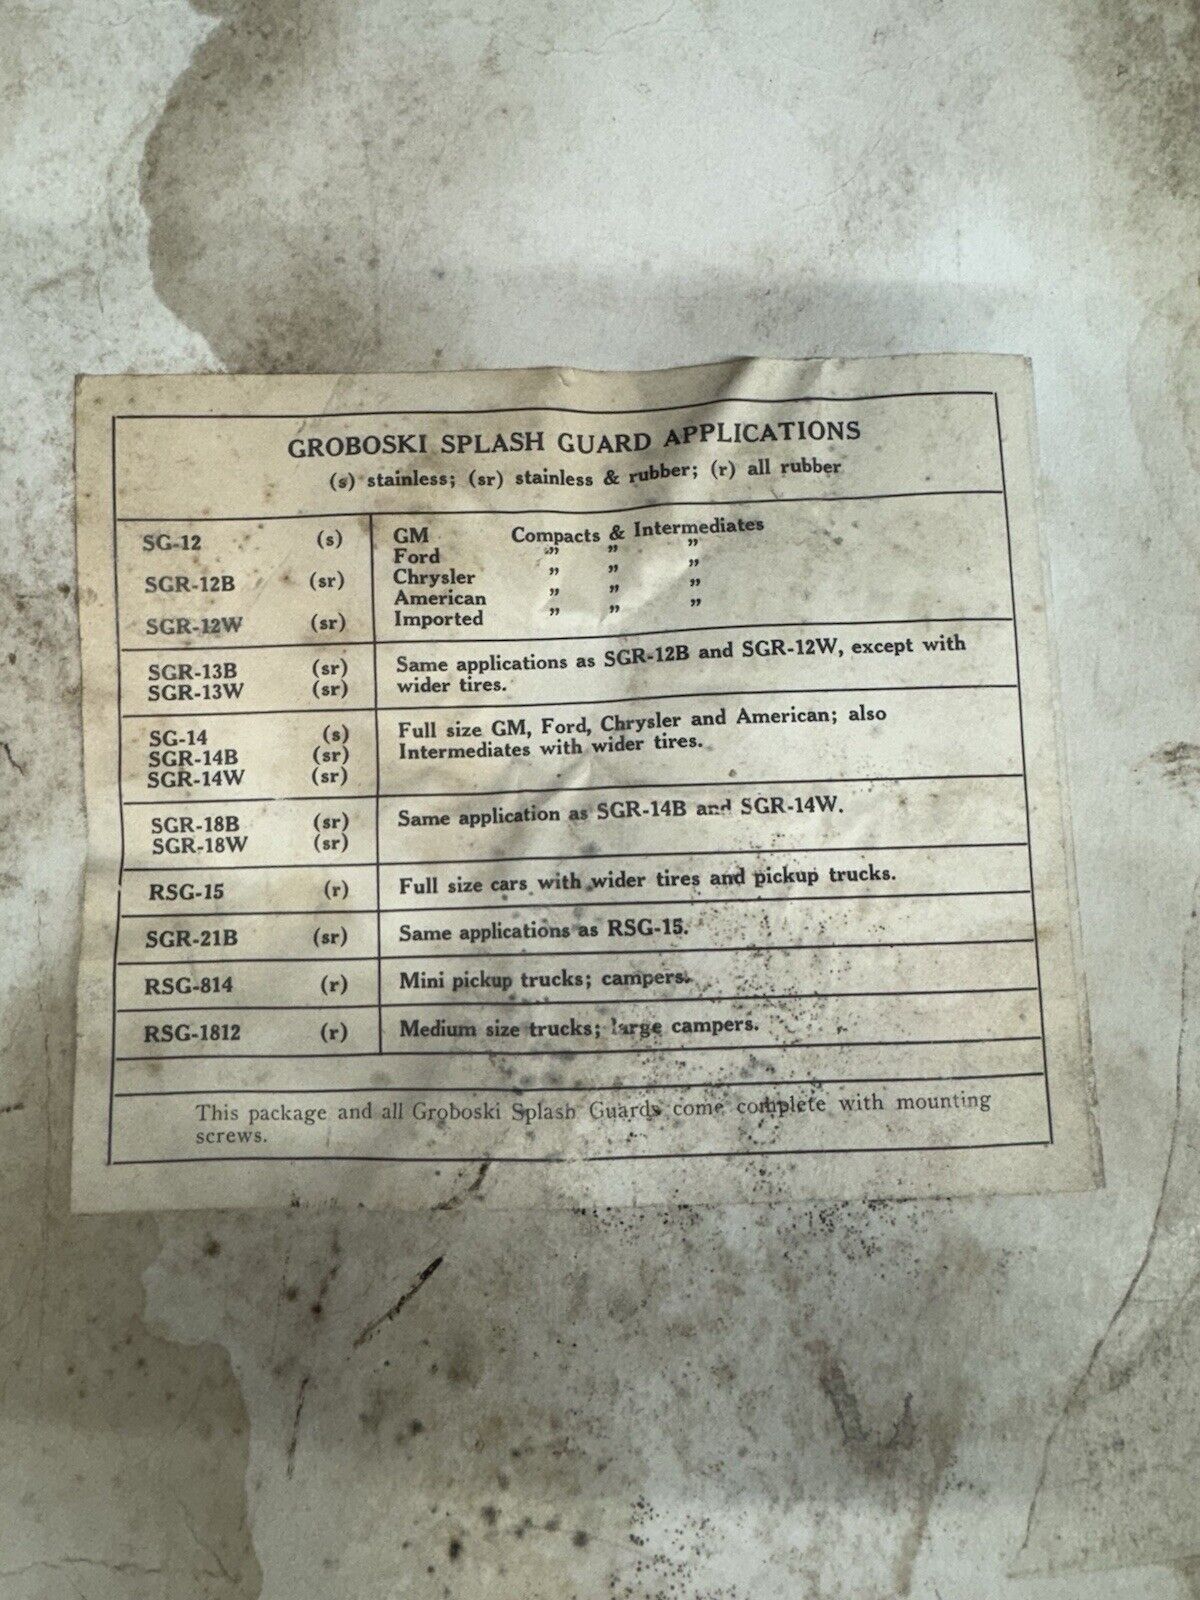 GROBOSKI SPLASH GUARD APPLICATIONS
(s) stainless; (sr) stainless & rubber; (r) all rubber
SG-12 (s)
SGR-12B (sr)
SGR-12W (sr)
GM Compacts & Intermediates
Ford " " "
Chrysler " " "
American " " "
Imported " " "
SGR-13B (sr)
SGR-13W (sr)
Same applications as SGR-12B and SGR-12W, except with
wider tires.
SG-14 (s)
SGR-14B (sr)
SGR-14W (sr)
Full size GM, Ford, Chrysler and American; also
Intermediates with wider tires.
SGR-18B (sr)
SGR-18W (sr)
Same application as SGR-14B and SGR-14W.
RSG-15 (r) Full size cars with wider tires and pickup trucks.
SGR-21B (sr) Same applications as RSG-15.
RSG-814 (r) Mini pickup trucks; campers.
RSG-1812 (r) Medium size trucks; large campers.
This package and all Groboski Splash Guards come complete with mounting
screws.